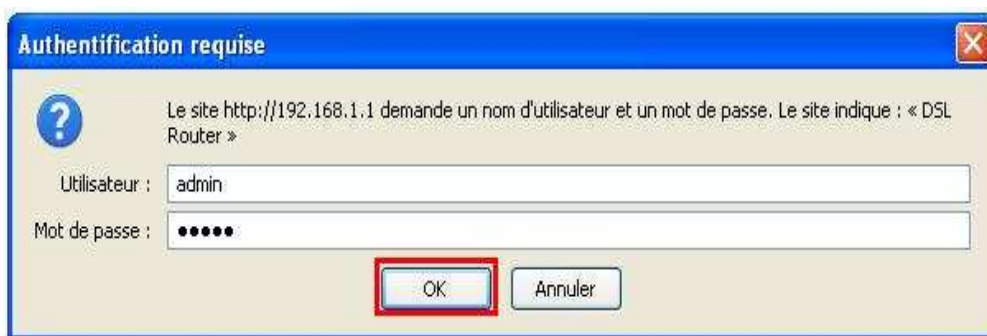 Authentification requise
Le site http://192.168.1.1 demande un nom d'utilisateur et un mot de passe. Le site indique : « DSL
Router »
Utilisateur : admin
Mot de passe : •••••
OK Annuler